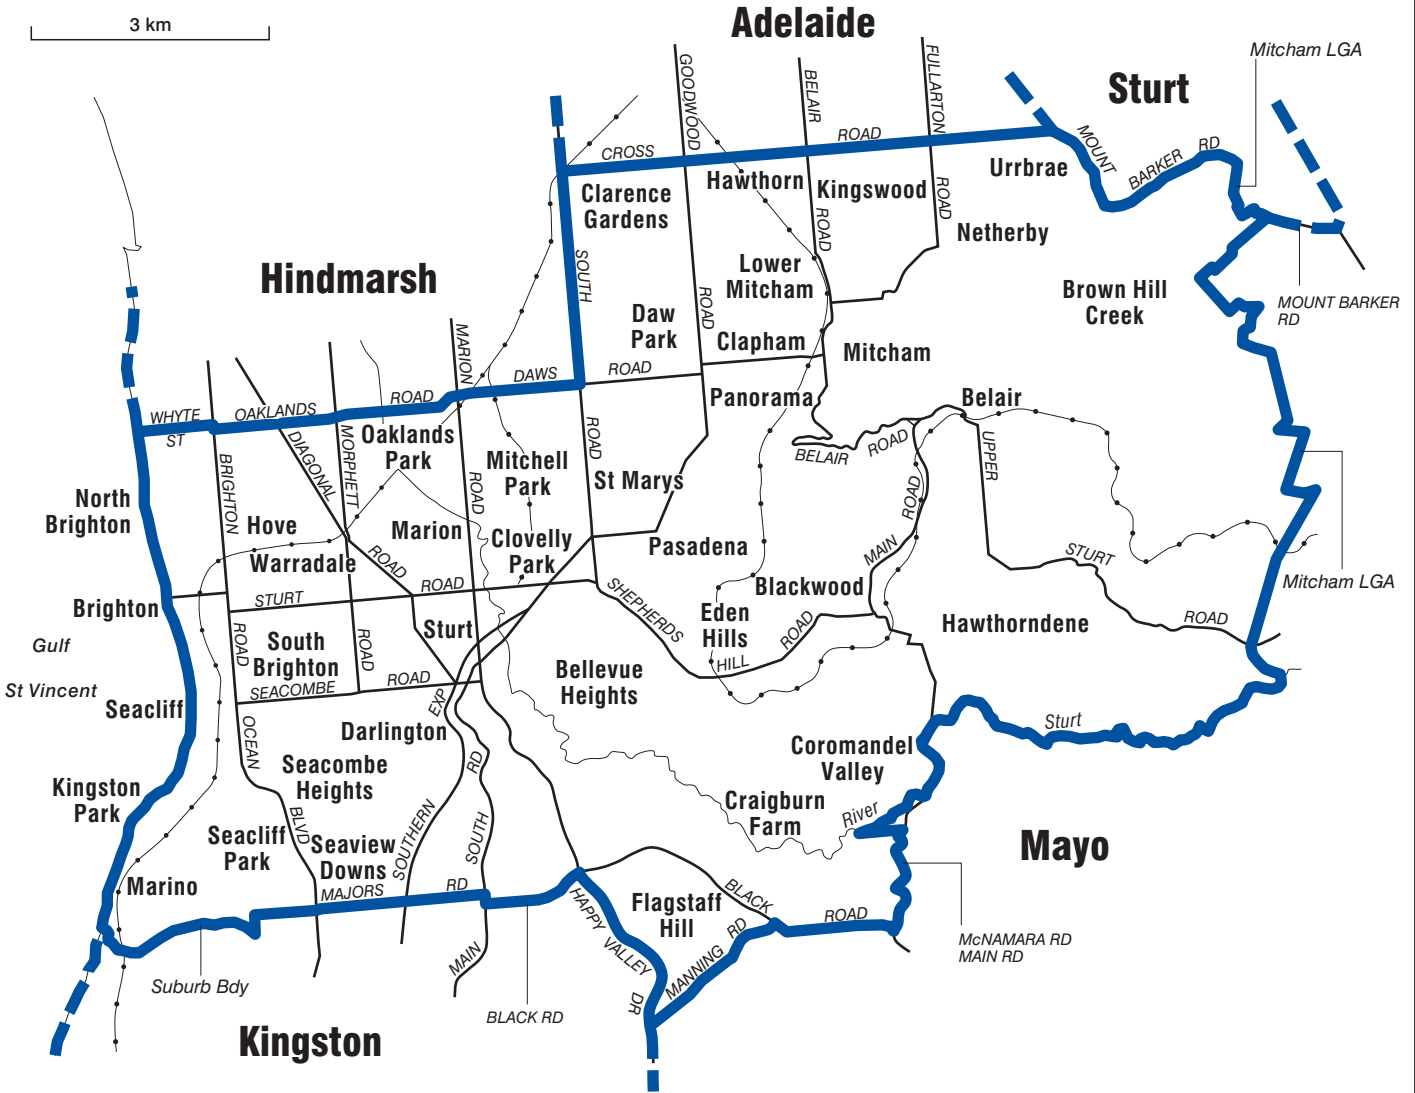 3 km
Adelaide
Sturt
Mitcham LGA
GOODWOOD
BELAIR
FULLARTON
CROSS
ROAD
MOUNT
BARKER
RD
Urrbrae
Clarence
Gardens
Hawthorn
Kingswood
ROAD
ROAD
Netherby
Hindmarsh
SOUTH
Lower
Mitcham
Brown Hill
Creek
MOUNT BARKER
RD
Daw
Park
ROAD
Clapham
Mitcham
MARION
DAWS
ROAD
Panorama
Belair
WHYTE
ST
OAKLANDS
ROAD
Oaklands
Park
DIAGONAL
MORPHETT
BRIGHTON
ROAD
BELAIR
ROAD
UPPER
Mitchell
Park
St Marys
North
Brighton
Hove
Marion
ROAD
Clovelly
Park
ROAD
Warradale
ROAD
Pasadena
MAIN
STURT
Mitcham LGA
Brighton
STURT
ROAD
SHEPHERDS
Blackwood
Eden
Hills
ROAD
HILL
Hawthorndene
ROAD
Gulf
St Vincent
ROAD
South
Brighton
ROAD
Sturt
Bellevue
Heights
SEACOMBE
ROAD
Seacliff
EXP
Darlington
OCEAN
Sturt
Coromandel
Valley
Seacombe
Heights
RD
Kingston
Park
BLVD
SOUTHERN
SOUTH
Craigburn
Farm
River
Seacliff
Park
Seaview
Downs
Mayo
Marino
MAJORS
RD
HAPPY
VALLEY
DR
Flagstaff
Hill
BLACK
ROAD
MANNING
RD
McNAMARA RD
MAIN RD
MAIN
Suburb Bdy
BLACK RD
Kingston